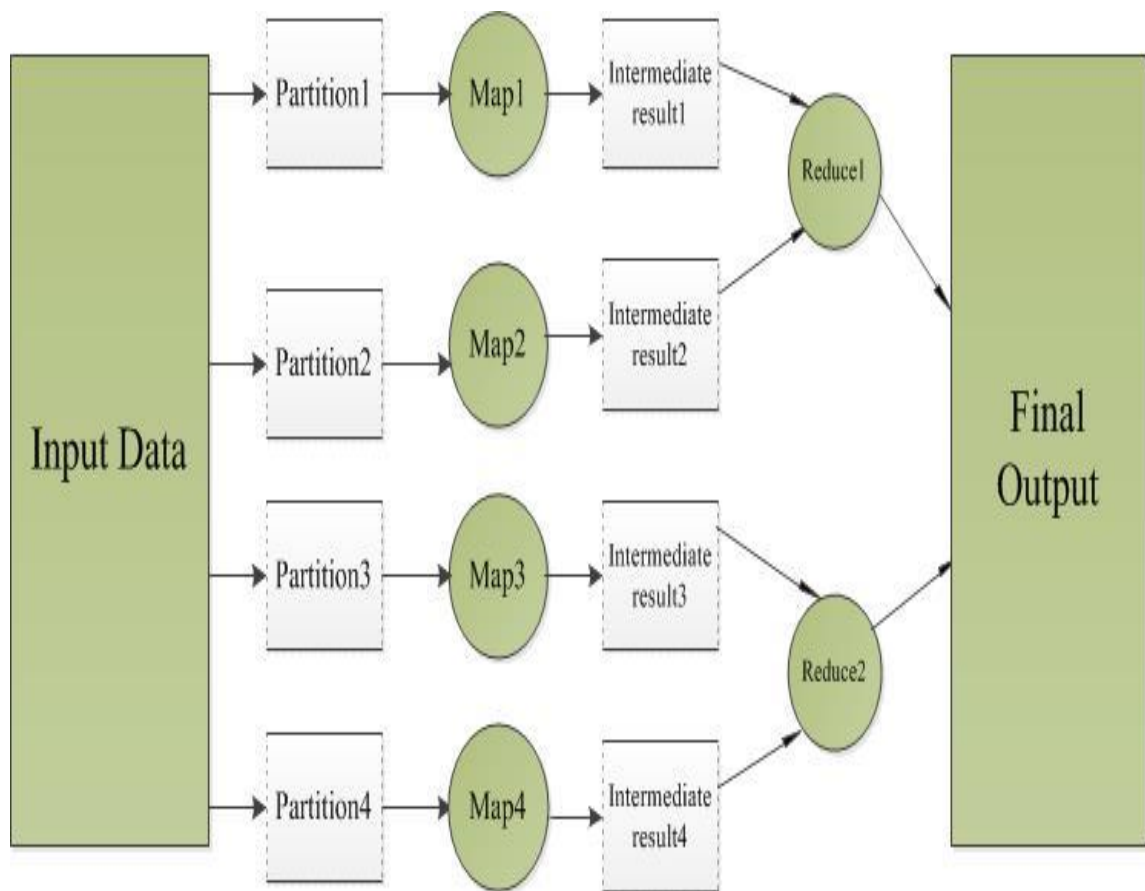 Input Data
Partition1
Map1
Intermediate
result1
Reduce1
Partition2
Map2
Intermediate
result2
Partition3
Map3
Intermediate
result3
Reduce2
Partition4
Map4
Intermediate
result4
Final
Output